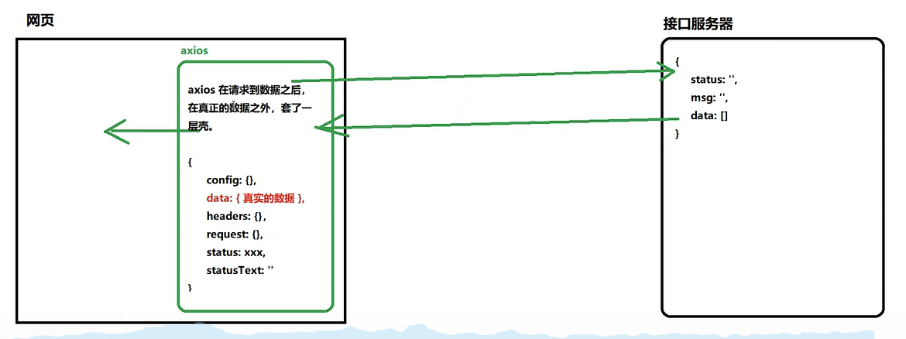 网页
axios
axios 在请求到数据之后，
在真正的数据之外，套了一
层壳。
{
config: {},
data: { 真实的数据 },
headers: {},
request: {},
status: xxx,
statusText: ''
}
接口服务器
{
status: '',
msg: '',
data: []
}